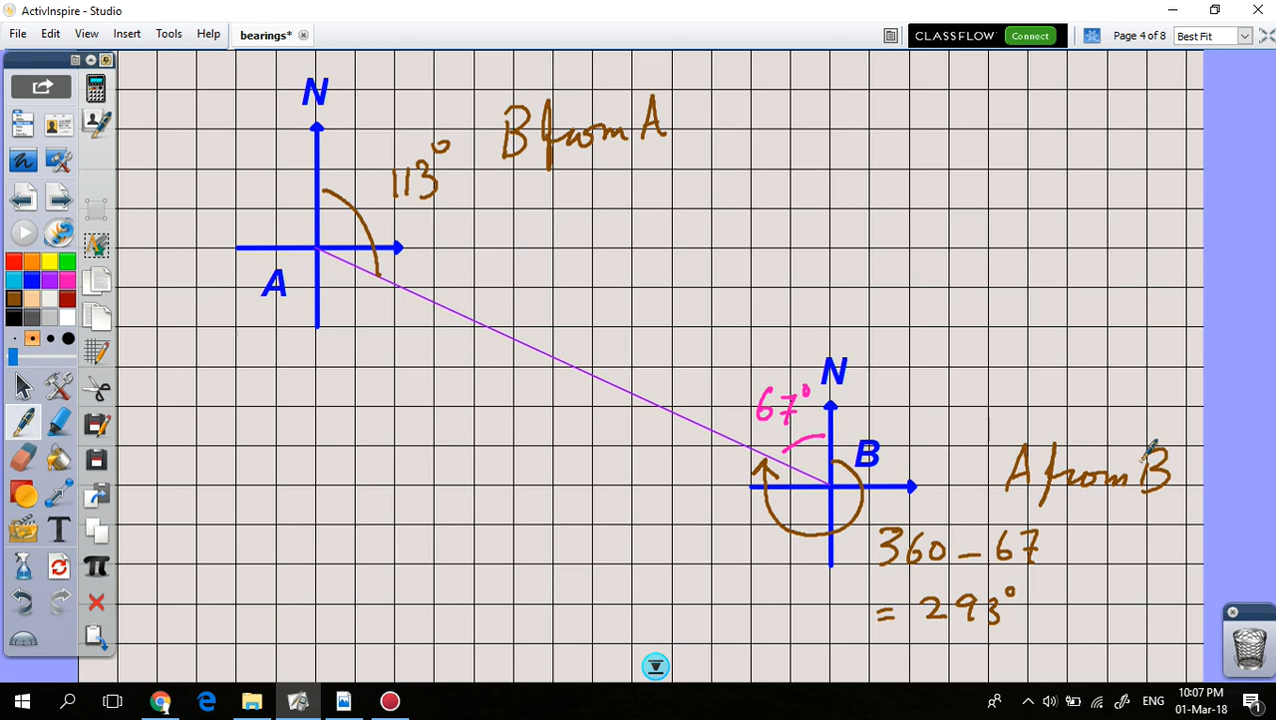 ActivInspire - Studio
File Edit View Insert Tools Help
bearings*
CLASSFLOW Connect
Page 4 of 8
Best Fit
N
B from A
113°
A
N
67°
B
A from B
360 - 67
= 293°
T
π
ENG
10:07 PM
01-Mar-18
1